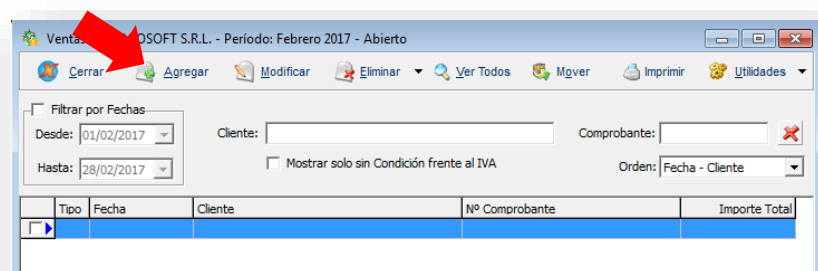 Ventas OSOFT S.R.L. - Período: Febrero 2017 - Abierto
Cerrar Agregar Modificar Eliminar Ver Todos Mover Imprimir Utilidades
Filtrar por Fechas
Desde: 01/02/2017 Cliente: Comprobante:
Hasta: 28/02/2017 Mostrar solo sin Condición frente al IVA Orden: Fecha - Cliente
Tipo Fecha Cliente Nº Comprobante Importe Total